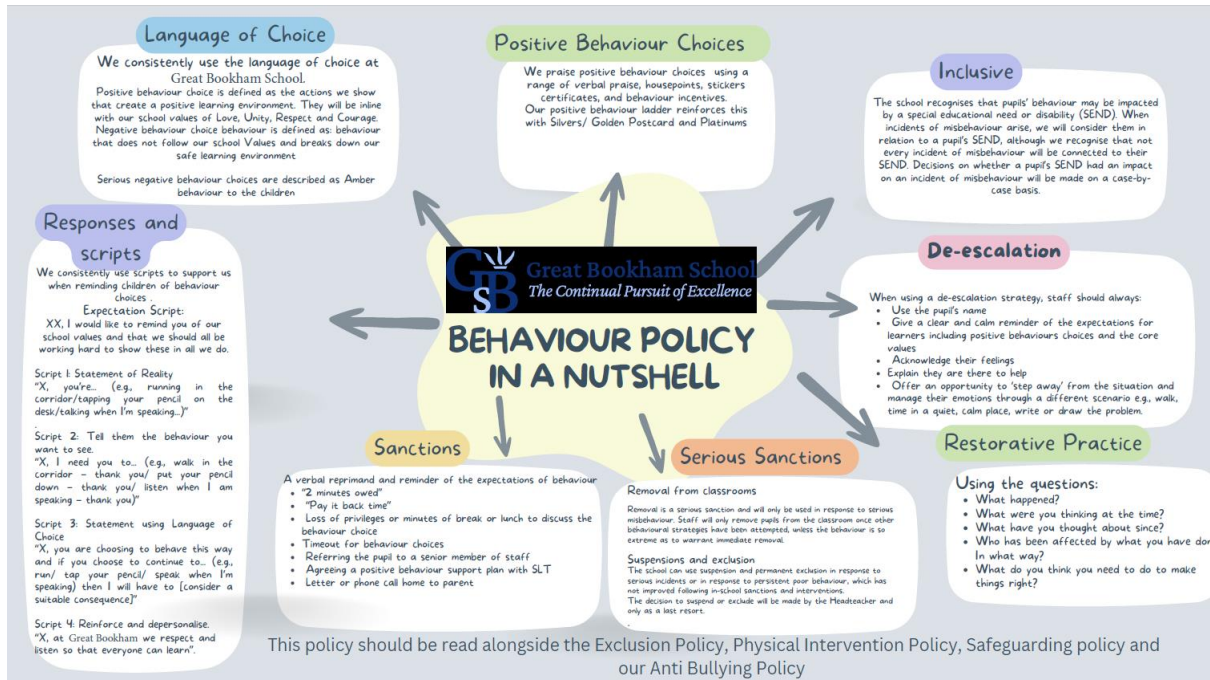 Language of Choice
We consistently use the language of choice at
Great Bookham School.
Positive behaviour choice is defined as the actions we show
that create a positive learning environment. They will be inline
with our school values of Love, Unity, Respect and Courage.
Negative behaviour choice behaviour is defined as: behaviour
that does not follow our school Values and breaks down our
safe learning environment
Serious negative behaviour choices are described as Amber
behaviour to the children
Positive Behaviour Choices
We praise positive behaviour choices using a
range of verbal praise, housepoints, stickers
certificates, and behaviour incentives.
Our positive behaviour ladder reinforces this
with Silvers/ Golden Postcard and Platinums
Inclusive
The school recognises that pupils' behaviour may be impacted
by a special educational need or disability (SEND). When
incidents of misbehaviour arise, we will consider them in
relation to a pupil's SEND, although we recognise that not
every incident of misbehaviour will be connected to their
SEND. Decisions on whether a pupil's SEND had an impact
on an incident of misbehaviour will be made on a case-by-
case basis.
Responses and
scripts
We consistently use scripts to support us
when reminding children of behaviour
choices .
Expectation Script:
XX, I would like to remind you of our
school values and that we should all be
working hard to show these in all we do.
Script 1: Statement of Reality
"X, you're... (e.g., running in the
corridor/tapping your pencil on the
desk/talking when I'm speaking...)"
.
Script 2: Tell them the behaviour you
want to see.
"X, I need you to... (e.g., walk in the
corridor – thank you/ put your pencil
down – thank you/ listen when I am
speaking – thank you)"
Script 3: Statement using Language of
Choice
"X, you are choosing to behave this way
and if you choose to continue to... (e.g.,
run/ tap your pencil/ speak when I'm
speaking) then I will have to [consider a
suitable consequence]"
Script 4: Reinforce and depersonalise.
"X, at Great Bookham we respect and
listen so that everyone can learn".
GSB
Great Bookham School
The Continual Pursuit of Excellence
BEHAVIOUR POLICY
IN A NUTSHELL
De-escalation
When using a de-escalation strategy, staff should always:
• Use the pupil's name
• Give a clear and calm reminder of the expectations for
learners including positive behaviours choices and the core
values
• Acknowledge their feelings
• Explain they are there to help
• Offer an opportunity to 'step away' from the situation and
manage their emotions through a different scenario e.g., walk,
time in a quiet, calm place, write or draw the problem.
Sanctions
A verbal reprimand and reminder of the expectations of behaviour
• "2 minutes owed"
• "Pay it back time"
• Loss of privileges or minutes of break or lunch to discuss the
behaviour choice
• Timeout for behaviour choices
• Referring the pupil to a senior member of staff
• Agreeing a positive behaviour support plan with SLT
• Letter or phone call home to parent
Serious Sanctions
Removal from classrooms
Removal is a serious sanction and will only be used in response to serious
misbehaviour. Staff will only remove pupils from the classroom once other
behavioural strategies have been attempted, unless the behaviour is so
extreme as to warrant immediate removal.
Suspensions and exclusion
The school can use suspension and permanent exclusion in response to
serious incidents or in response to persistent poor behaviour, which has
not improved following in-school sanctions and interventions.
The decision to suspend or exclude will be made by the Headteacher and
only as a last resort.
.
Restorative Practice
Using the questions:
• What happened?
• What were you thinking at the time?
• What have you thought about since?
• Who has been affected by what you have
In what way?
• What do you think you need to do to make
things right?
This policy should be read alongside the Exclusion Policy, Physical Intervention Policy, Safeguarding policy and
our Anti Bullying Policy